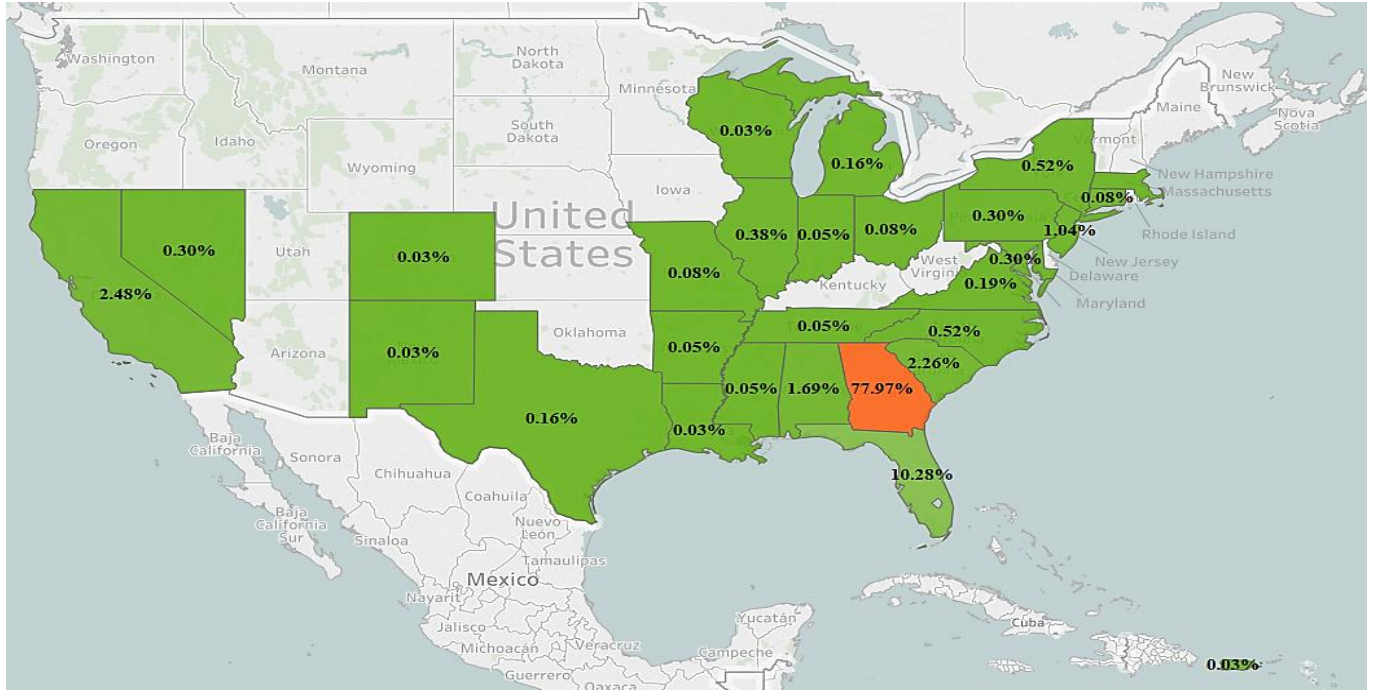 Washington
Montana
North
Dakota
Minnesota
New
Brunswick
Maine
Nova
Scotia
Oregon
Idaho
South
Dakota
0.03%
Vermont
Wyoming
0.16%
0.52%
New Hampshire
Massachusetts
Iowa
0.08%
United
States
0.30%
Rhode Island
0.30%
Utah
0.03%
0.38%
0.05%
0.08%
1.04%
West
Virginia
0.30%
New Jersey
Delaware
0.08%
Kentucky
0.19%
Maryland
2.48%
Oklahoma
0.05%
0.52%
Arizona
0.03%
0.05%
2.26%
0.05%
1.69%
77.97%
0.16%
0.03%
Baja
California
Sonora
Chihuahua
10.28%
Coahuila
Baja
California
Sur
Nuevo
León
Sinaloa
Tamaulipas
Mexico
Nayarit
Yucatán
Cuba
Jalisco
Michoacán
Veracruz
Campeche
0.03%
Guerrero
Oaxaca